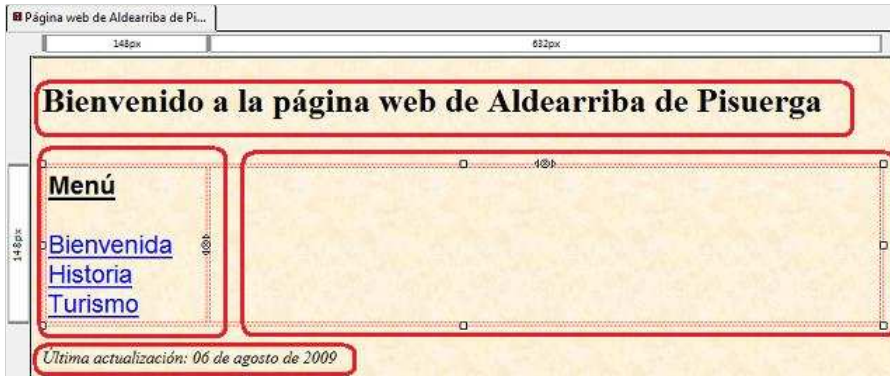 Página web de Aldearriba de Pi...
148px
632px
Bienvenido a la página web de Aldearriba de Pisuerga
148px
Menú
Bienvenida
Historia
Turismo
Última actualización: 06 de agosto de 2009